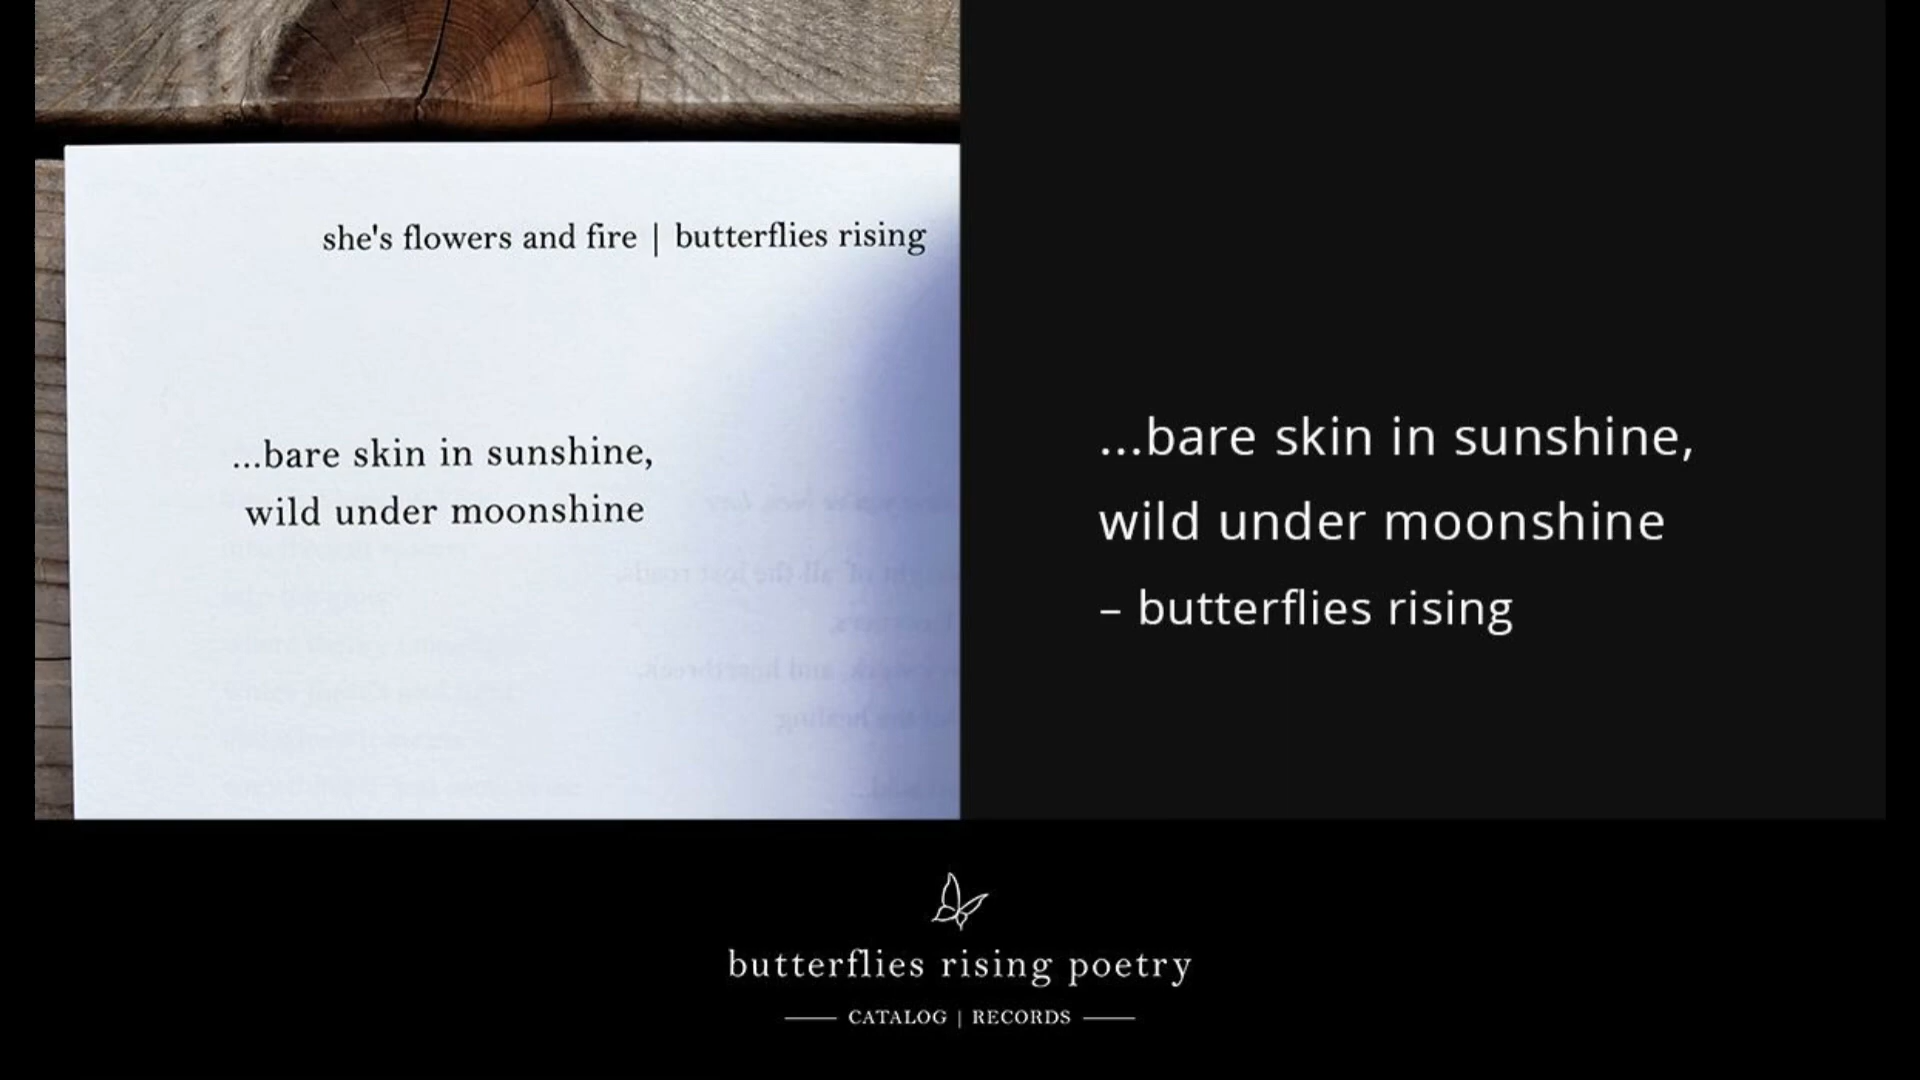 she's flowers and fire | butterflies rising
...bare skin in sunshine,
wild under moonshine
...bare skin in sunshine,
wild under moonshine
– butterflies rising
butterflies rising poetry
CATALOG | RECORDS